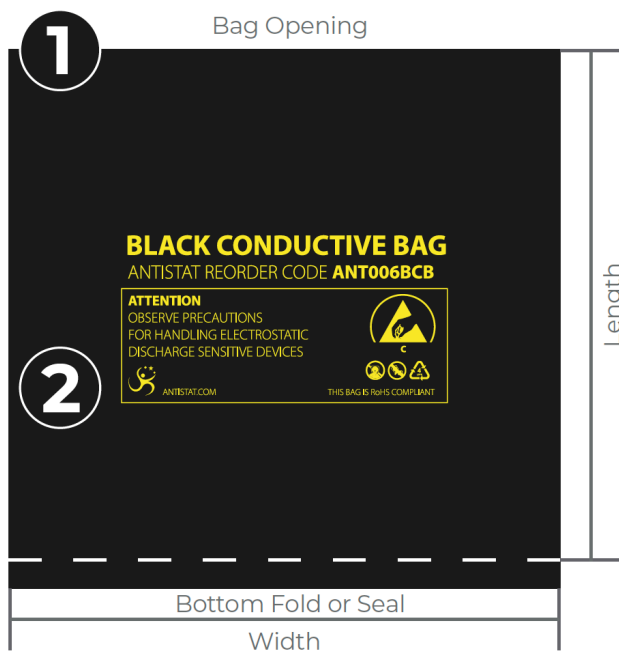 Bag Opening
1
BLACK CONDUCTIVE BAG
ANTISTAT REORDER CODE ANT006BCB
ATTENTION
OBSERVE PRECAUTIONS
FOR HANDLING ELECTROSTATIC
DISCHARGE SENSITIVE DEVICES
C
ANTISTAT.COM
THIS BAG IS RoHS COMPLIANT
2
Length
Bottom Fold or Seal
Width